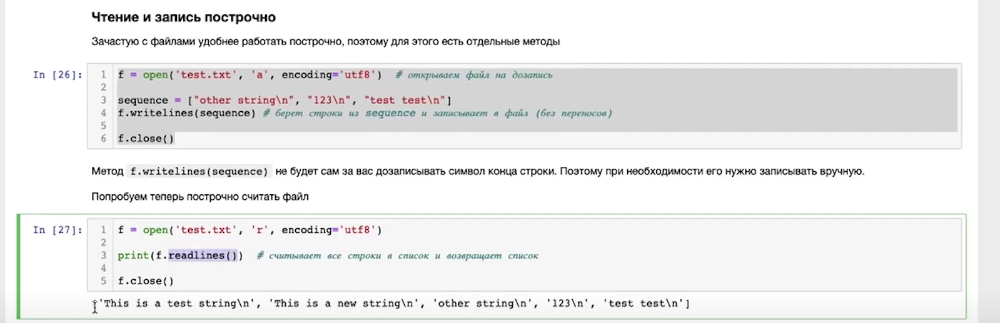 Чтение и запись построчно
Зачастую с файлами удобнее работать построчно, поэтому для этого есть отдельные методы
In [26]:
1 f = open('test.txt', 'a', encoding='utf8')  # открываем файл на дозапись
2
3 sequence = ["other string\n", "123\n", "test test\n"]
4 f.writelines(sequence) # берет строки из sequence и записывает в файл (без переносов)
5
6 f.close()
Метод f.writelines(sequence) не будет сам за вас дозаписывать символ конца строки. Поэтому при необходимости его нужно записывать вручную.
Попробуем теперь построчно считать файл
In [27]:
1 f = open('test.txt', 'r', encoding='utf8')
2
3 print(f.readlines())  # считывает все строки в список и возвращает список
4
5 f.close()
['This is a test string\n', 'This is a new string\n', 'other string\n', '123\n', 'test test\n']